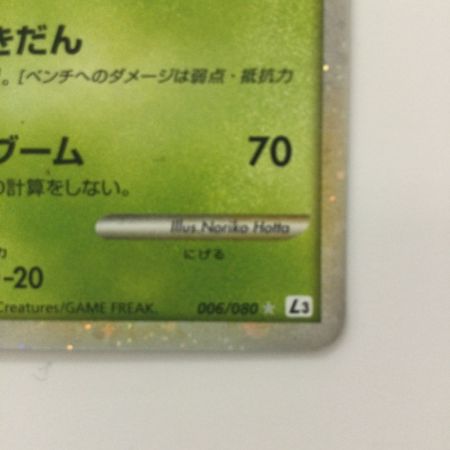 きだん
。[ベンチへのダメージは弱点・抵抗力
ブーム 70
の計算をしない。
Illus. Noriko Hotta
力 にげる
-20
Creatures/GAME FREAK. 006/080 ★ L3